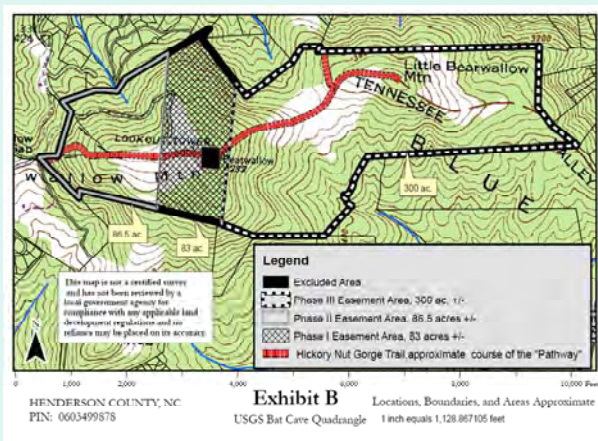 3200
Little Bearwallow
Mtn
TENNESSEE
LOOKOUT TOWER
Bearwallow
Wallow Mtn
BLUE
300 ac.
86.5 ac
83 ac
This map is not a certified survey
and has not been reviewed by a
local government agency for
compliance with any applicable land
development regulations and no
reliance may be placed on its accuracy.
Legend
Excluded Area
Phase III Easement Area, 300 ac. +/-
Phase II Easement Area, 86.5 acres +/-
Phase I Easement Area, 83 acres +/-
Hickory Nut Gorge Trail, approximate course of the "Pathway"
0 2,000 4,000 6,000 8,000 10,000 Feet
HENDERSON COUNTY, NC
PIN: 0603499878
Exhibit B
USGS Bat Cave Quadrangle
Locations, Boundaries, and Areas Approximate
1 inch equals 1,128.867105 feet